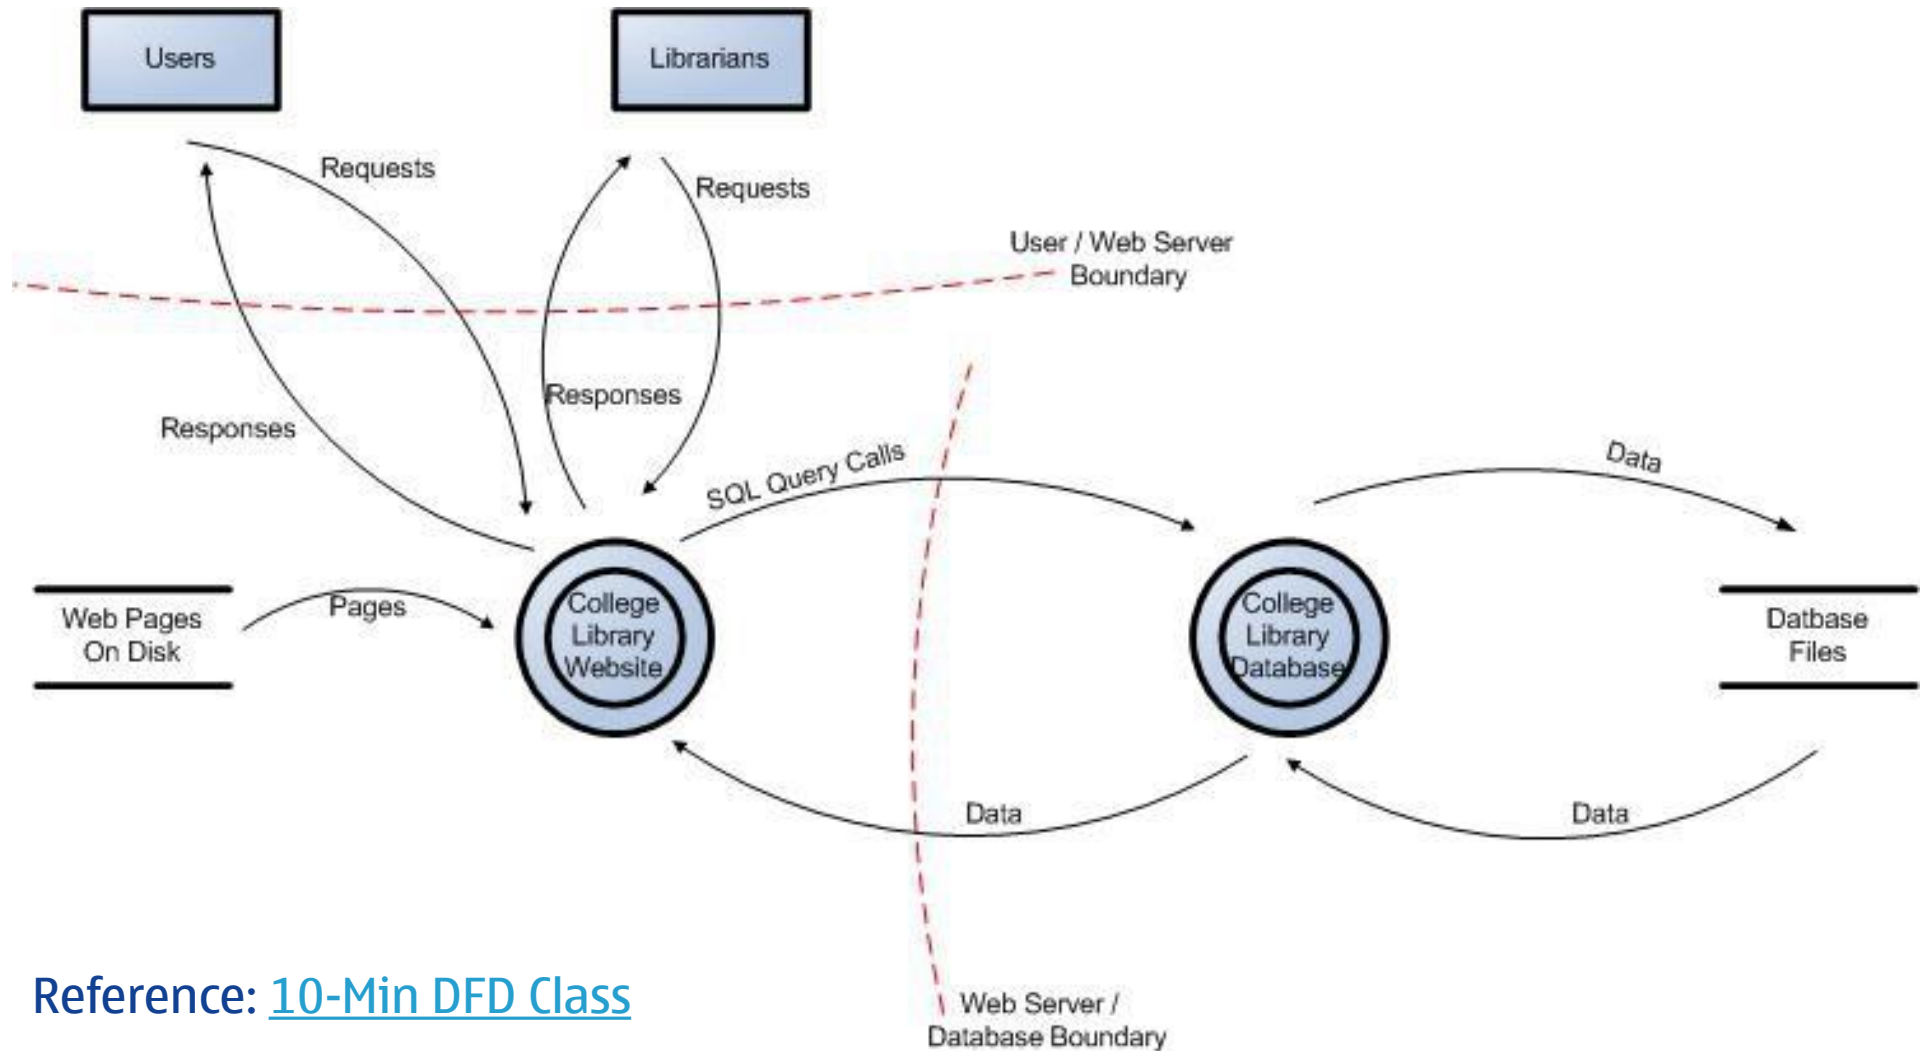 Users
Librarians
Requests
Requests
User / Web Server
Boundary
Responses
Responses
SQL Query Calls
Data
Web Pages
On Disk
Pages
College
Library
Website
College
Library
Database
Datbase
Files
Data
Data
Reference: 10-Min DFD Class
Web Server /
Database Boundary